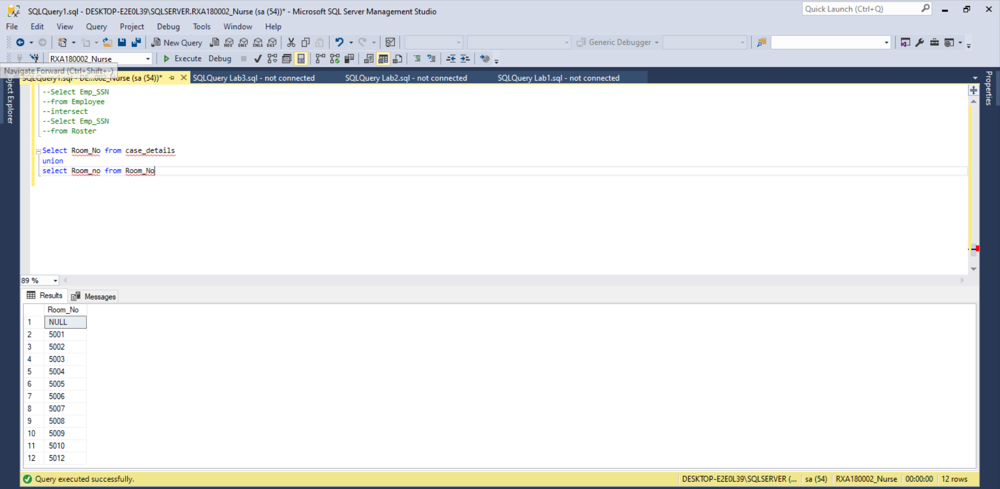 SQLQuery1.sql - DESKTOP-E2E0L39\SQLSERVER.RXA180002_Nurse (sa (54))* - Microsoft SQL Server Management Studio
Quick Launch (Ctrl+Q)
File Edit View Query Project Debug Tools Window Help
New Query
MDX DMX XMLA DAX
Generic Debugger
RXA180002_Nurse
Execute Debug
Navigate Forward (Ctrl+Shift+-)
SQLQuery1.sql - DE...002_Nurse (sa (54))* SQLQuery Lab3.sql - not connected SQLQuery Lab2.sql - not connected SQLQuery Lab1.sql - not connected
Object Explorer
Properties
--Select Emp_SSN
--from Employee
--intersect
--Select Emp_SSN
--from Roster
Select Room_No from case_details
union
select Room_no from Room_No
89 %
Results Messages
Room_No
1 NULL
2 5001
3 5002
4 5003
5 5004
6 5005
7 5006
8 5007
9 5008
10 5009
11 5010
12 5012
Query executed successfully. DESKTOP-E2E0L39\SQLSERVER (... sa (54) RXA180002_Nurse 00:00:00 12 rows